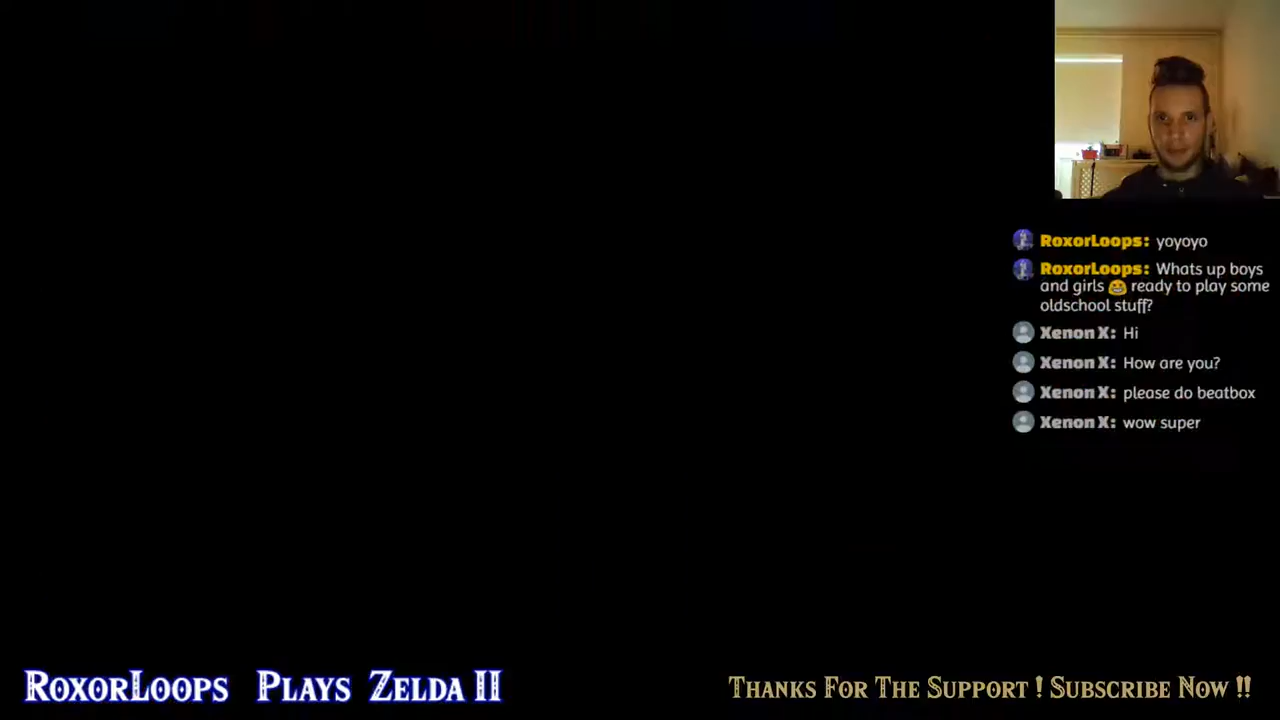 RoxorLoops: yoyoyo
RoxorLoops: Whats up boys
and girls 😂 ready to play some
oldschool stuff?
Xenon X: Hi
Xenon X: How are you?
Xenon X: please do beatbox
Xenon X: wow super
RoxorLoops Plays Zelda II
Thanks For The Support ! Subscribe Now !!